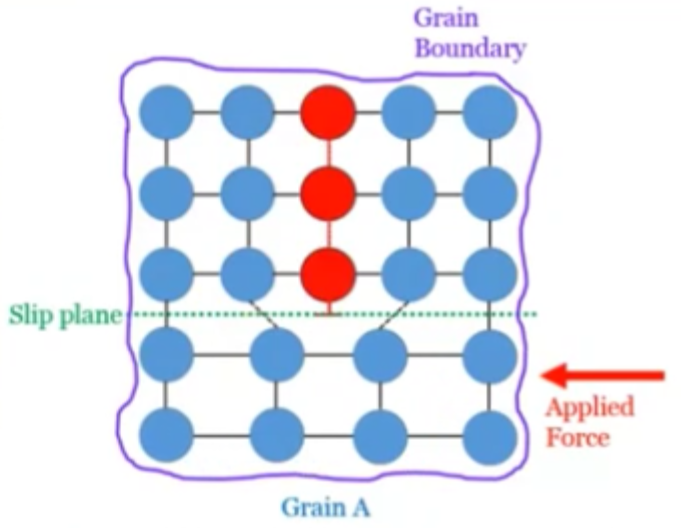 Grain
Boundary
Slip plane
Applied
Force
Grain A